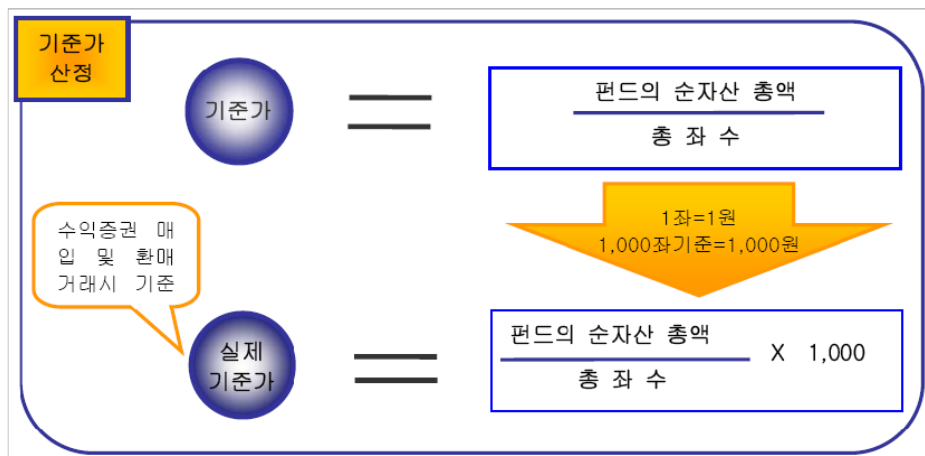 기준가
산정
기준가
펀드의 순자산 총액
총 좌 수
1좌=1원
1,000좌기준=1,000원
수익증권 매
입 및 환매
거래시 기준
실제
기준가
펀드의 순자산 총액
X 1,000
총 좌 수